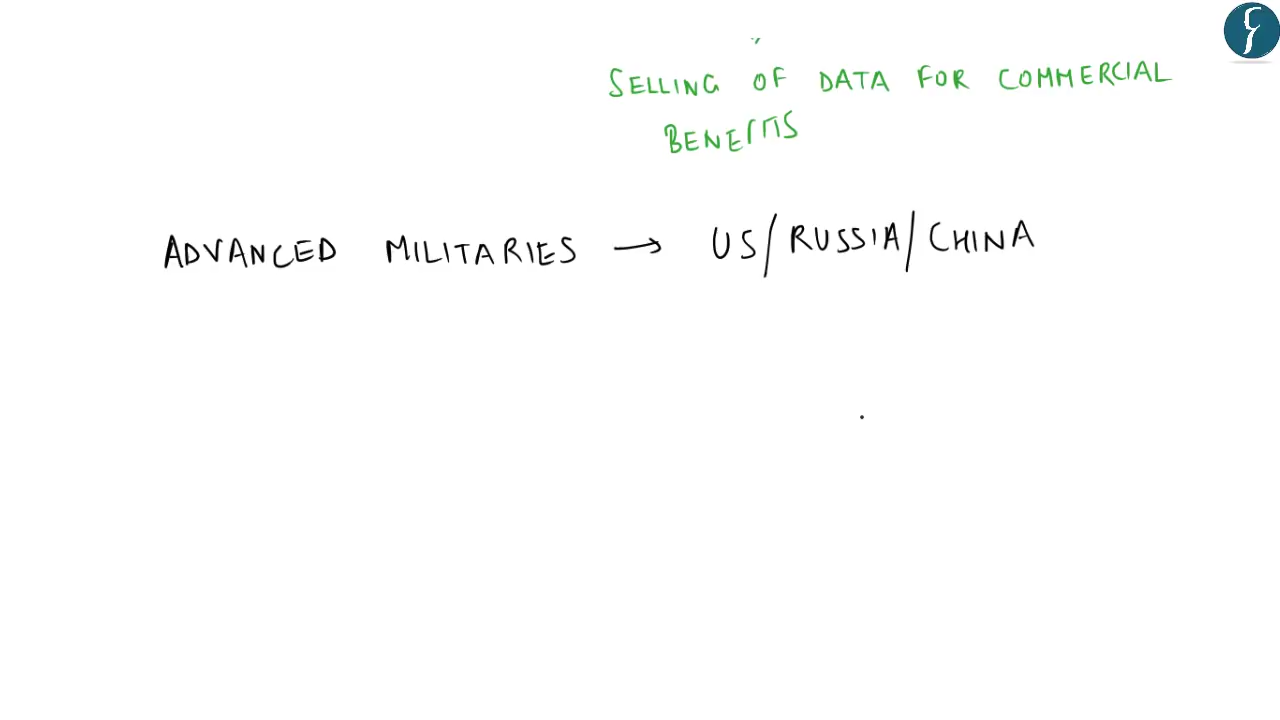 SELLING OF DATA FOR COMMERCIAL
BENEFITS
ADVANCED MILITARIES → US/RUSSIA/CHINA